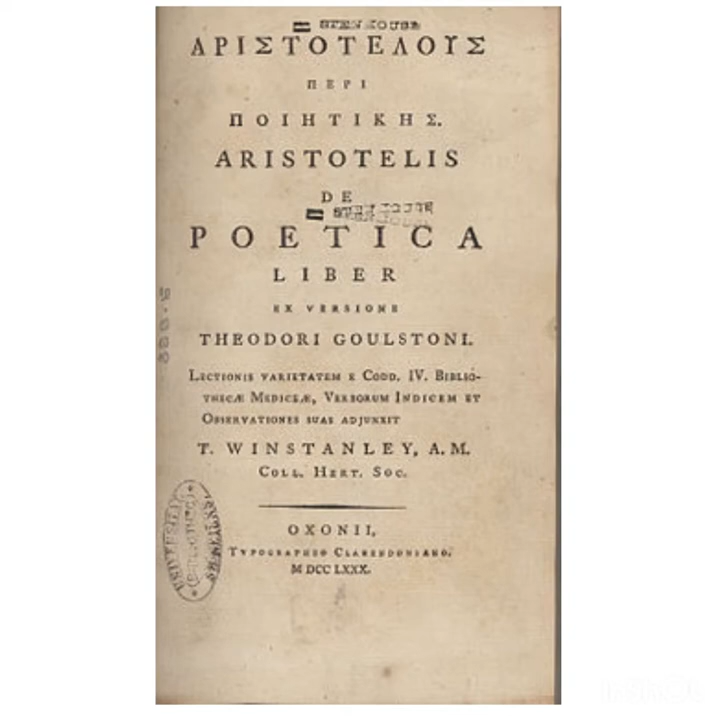 ΑΡΙΣΤΟΤΕΛΟΥΣ
ΠΕΡΙ
ΠΟΙΗΤΙΚΗΣ.
ARISTOTELIS
DE
POETICA
LIBER
EX VERSIONE
THEODORI GOULSTONI.
LECTIONIS VARIETATEM E CODD. IV. BIBLIO-
THECÆ MEDICEÆ, VERBORUM INDICEM ET
OBSERVATIONES SUAS ADJUNXIT
T. WINSTANLEY, A.M.
COLL. HERT. SOC.
OXONII,
TYPOGRAPHEO CLARENDONIANO.
M DCC LXXX.